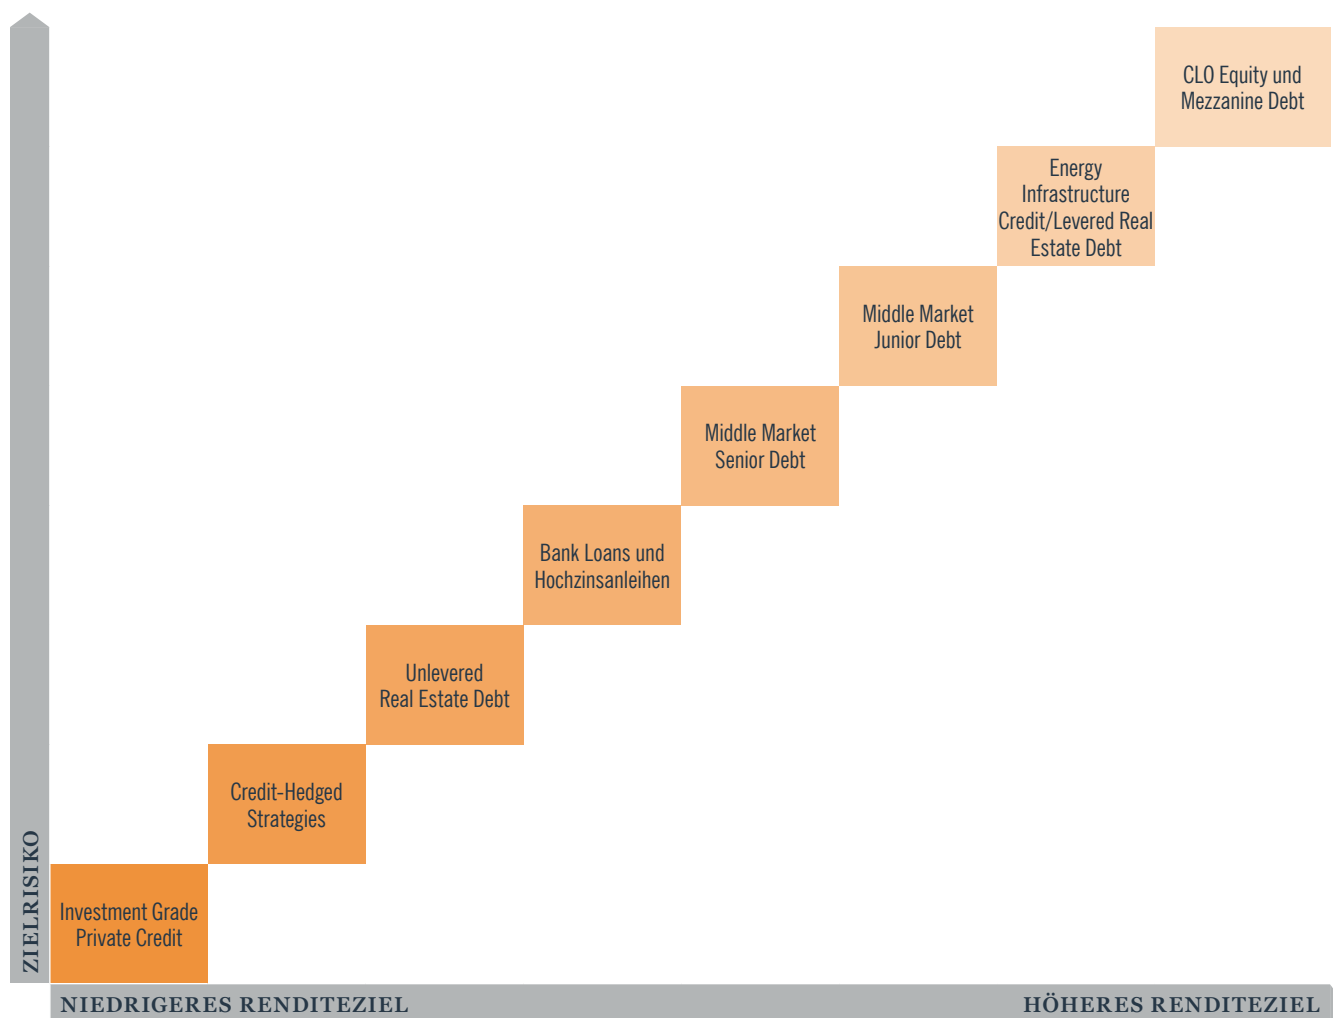 CLO Equity und
Mezzanine Debt
Energy
Infrastructure
Credit/Levered Real
Estate Debt
Middle Market
Junior Debt
Middle Market
Senior Debt
Bank Loans und
Hochzinsanleihen
Unlevered
Real Estate Debt
Credit-Hedged
Strategies
Investment Grade
Private Credit
ZIELRISIKO
NIEDRIGERES RENDITEZIEL
HÖHERES RENDITEZIEL